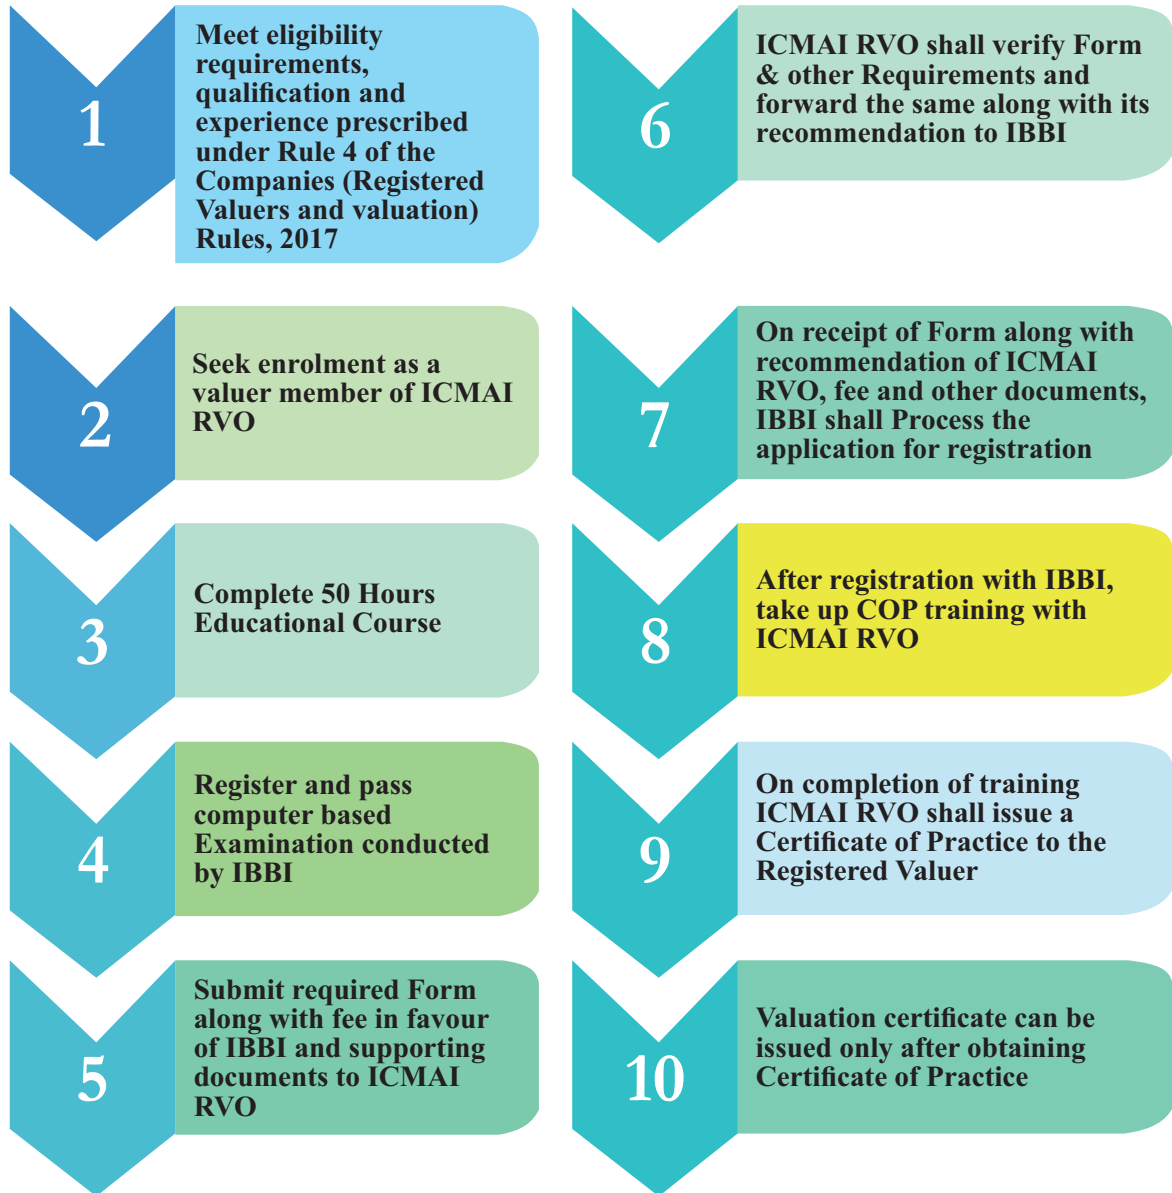 1
Meet eligibility
requirements,
qualification and
experience prescribed
under Rule 4 of the
Companies (Registered
Valuers and valuation)
Rules, 2017
2
Seek enrolment as a
valuer member of ICMAI
RVO
3
Complete 50 Hours
Educational Course
4
Register and pass
computer based
Examination conducted
by IBBI
5
Submit required Form
along with fee in favour
of IBBI and supporting
documents to ICMAI
RVO
6
ICMAI RVO shall verify Form
& other Requirements and
forward the same along with its
recommendation to IBBI
7
On receipt of Form along with
recommendation of ICMAI
RVO, fee and other documents,
IBBI shall Process the
application for registration
8
After registration with IBBI,
take up COP training with
ICMAI RVO
9
On completion of training
ICMAI RVO shall issue a
Certificate of Practice to the
Registered Valuer
10
Valuation certificate can be
issued only after obtaining
Certificate of Practice